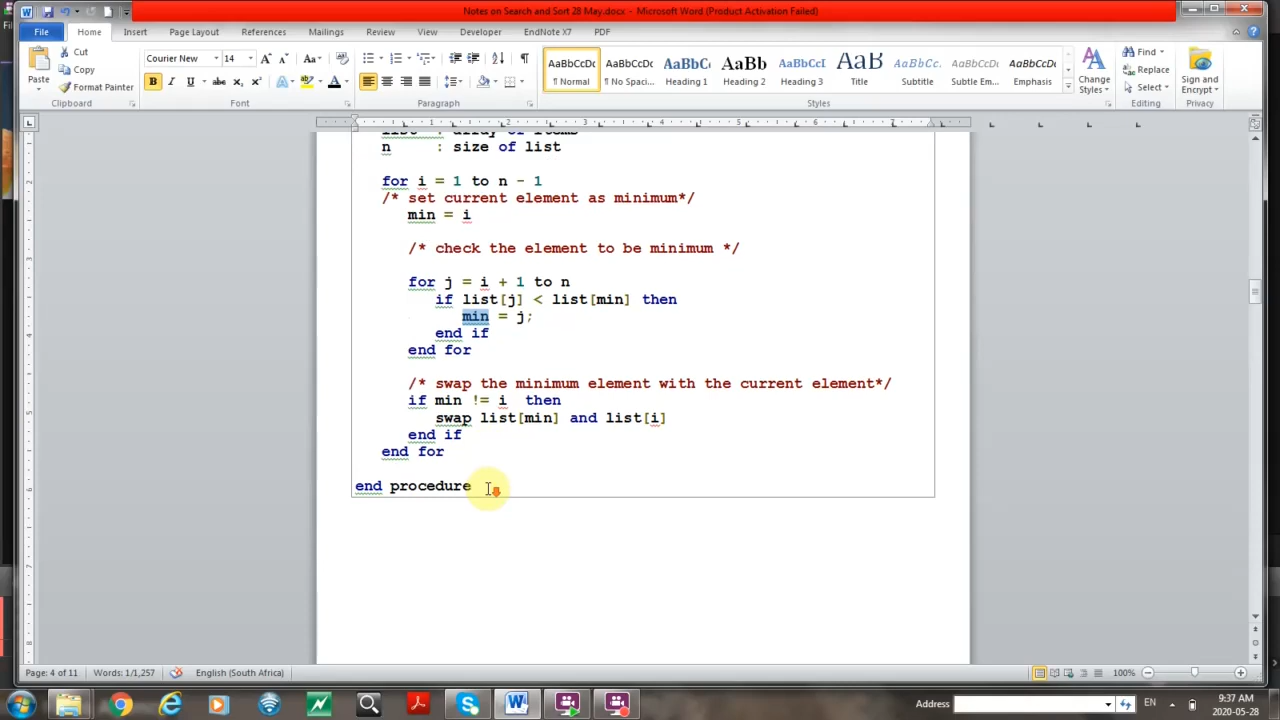 Notes on Search and Sort 28 May.docx - Microsoft Word (Product Activation Failed)
File Home Insert Page Layout References Mailings Review View Developer EndNote X7 PDF
Paste
Cut
Copy
Format Painter
Clipboard
Courier New 14
Font
Paragraph
AaBbCcDc AaBbCcDc AaBbC AaBbCc AaBbCcI AaB AaBbCc. AaBbCcDc AaBbCcDc
¶ Normal ¶ No Spaci... Heading 1 Heading 2 Heading 3 Title Subtitle Subtle Em... Emphasis
Styles
Change Styles
Find
Replace
Select
Editing
Sign and Encrypt
Privacy
list : array of items
n : size of list
for i = 1 to n - 1
/* set current element as minimum*/
min = i
/* check the element to be minimum */
for j = i + 1 to n
if list[j] < list[min] then
min = j;
end if
end for
/* swap the minimum element with the current element*/
if min != i then
swap list[min] and list[i]
end if
end for
end procedure
Page: 4 of 11 Words: 1/1,257 English (South Africa) 100%
Address EN 9:37 AM
2020-05-28